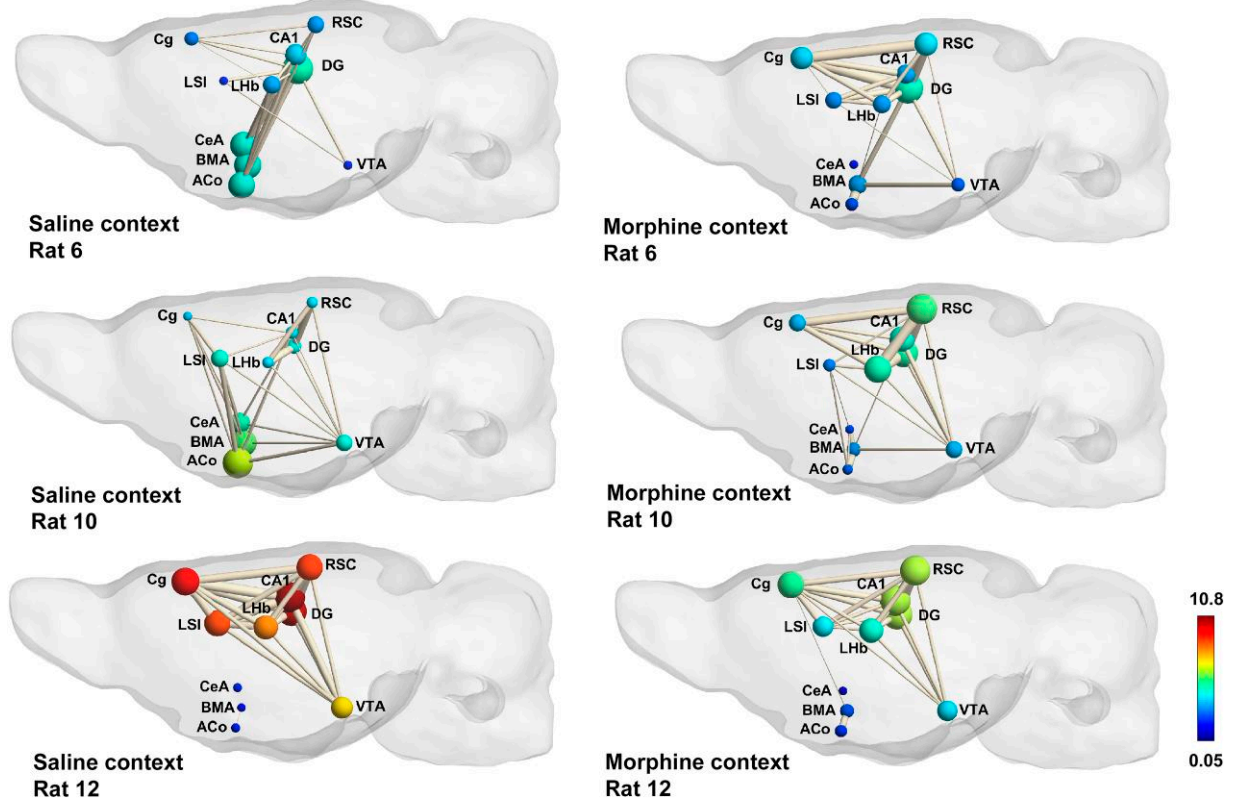 RSC
Cg
CA1
DG
LSI
LHb
CeA
BMA
ACo
VTA
Saline context
Rat 6
RSC
Cg
CA1
DG
LSI
LHb
CeA
BMA
ACo
VTA
Morphine context
Rat 6
RSC
Cg
CA1
DG
LSI
LHb
CeA
BMA
ACo
VTA
Saline context
Rat 10
RSC
Cg
CA1
LHb
DG
LSI
CeA
BMA
ACo
VTA
Morphine context
Rat 10
RSC
Cg
CA1
LHb
DG
LSI
CeA
BMA
ACo
VTA
Saline context
Rat 12
RSC
Cg
CA1
DG
LSI
LHb
CeA
BMA
ACo
VTA
Morphine context
Rat 12
10.8
0.05